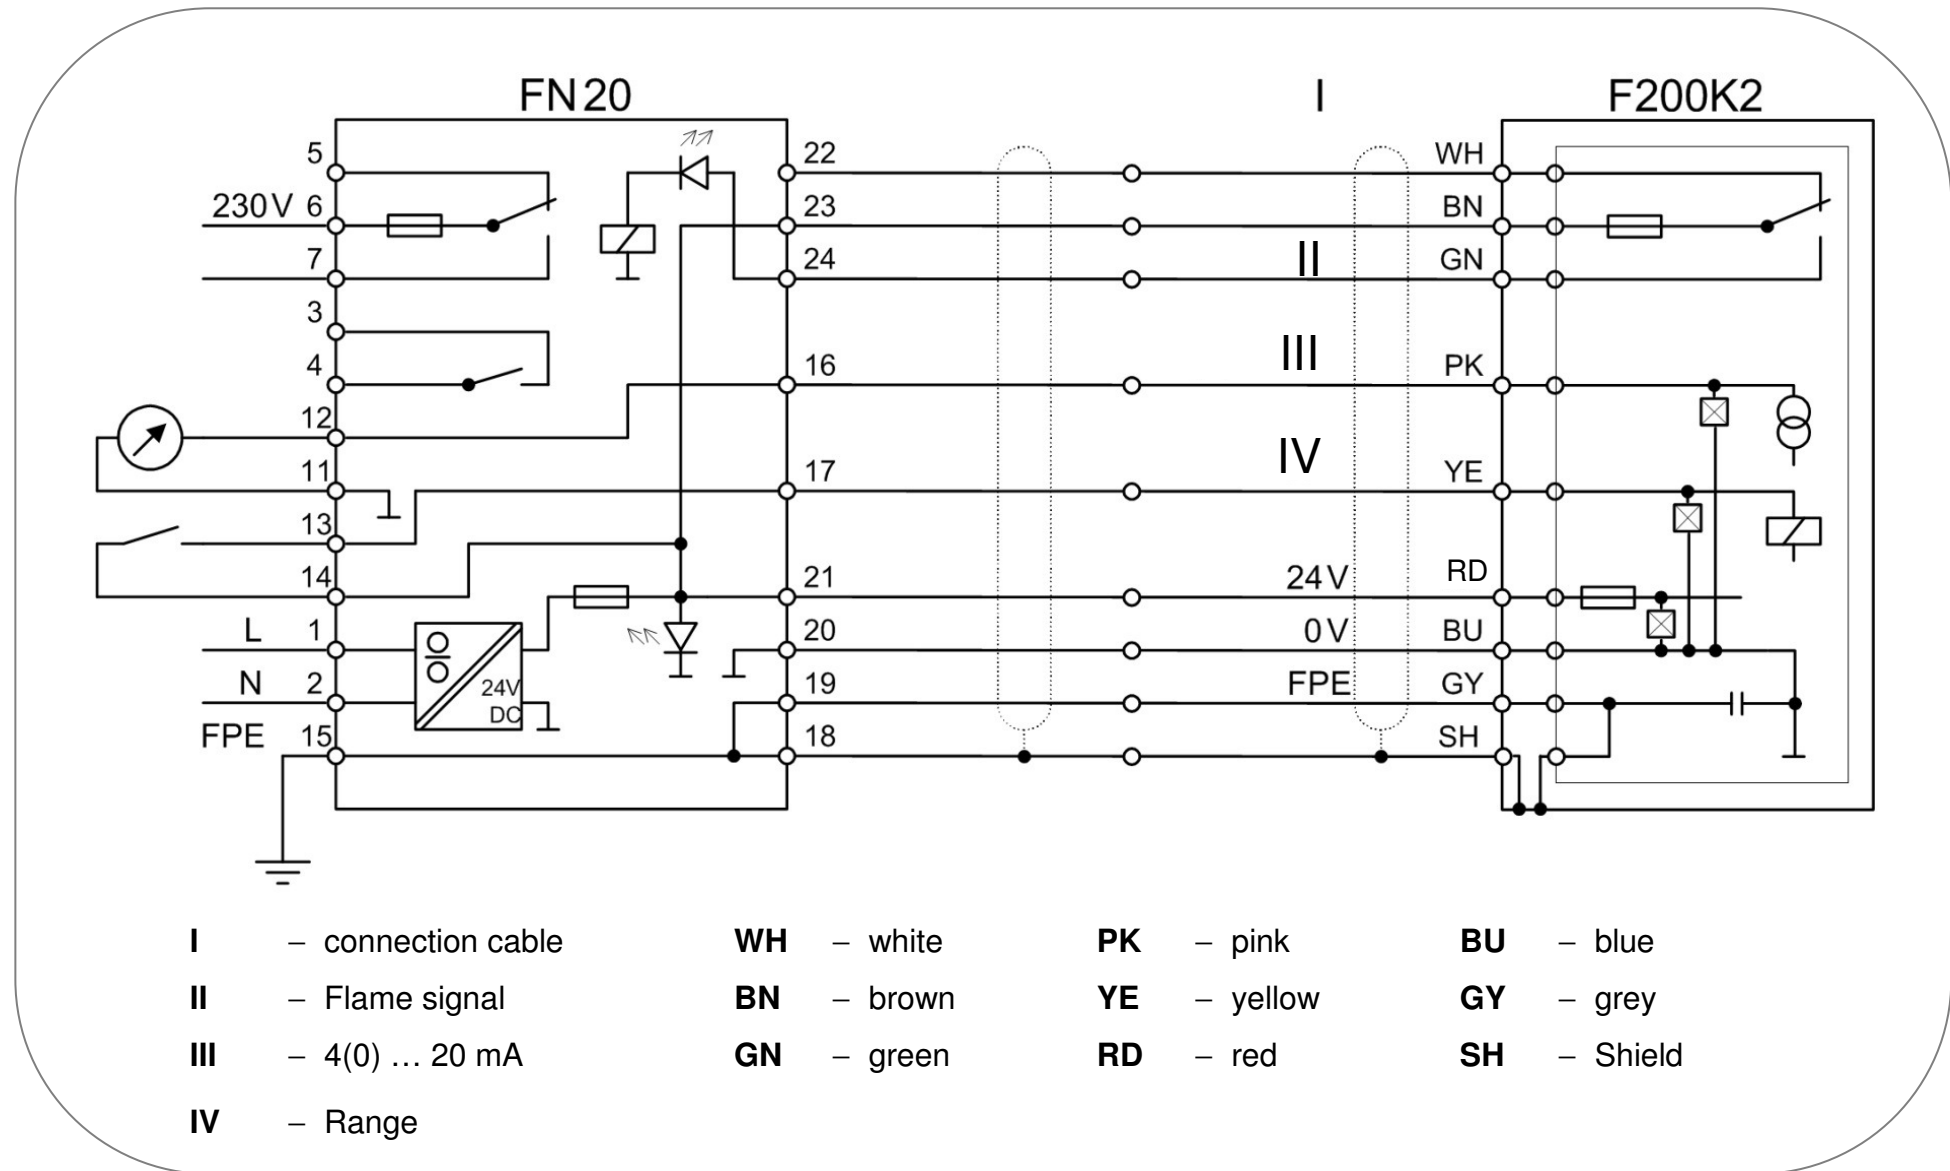 FN20 I F200K2
5 22 WH
230V 6 23 BN
7 24 II GN
3
4 16 III PK
12
11 17 IV YE
13
14 21 24V RD
L 1 20 0V BU
N 2 24V DC 19 FPE GY
FPE 15 18 SH
I – connection cable WH – white PK – pink BU – blue
II – Flame signal BN – brown YE – yellow GY – grey
III – 4(0) … 20 mA GN – green RD – red SH – Shield
IV – Range